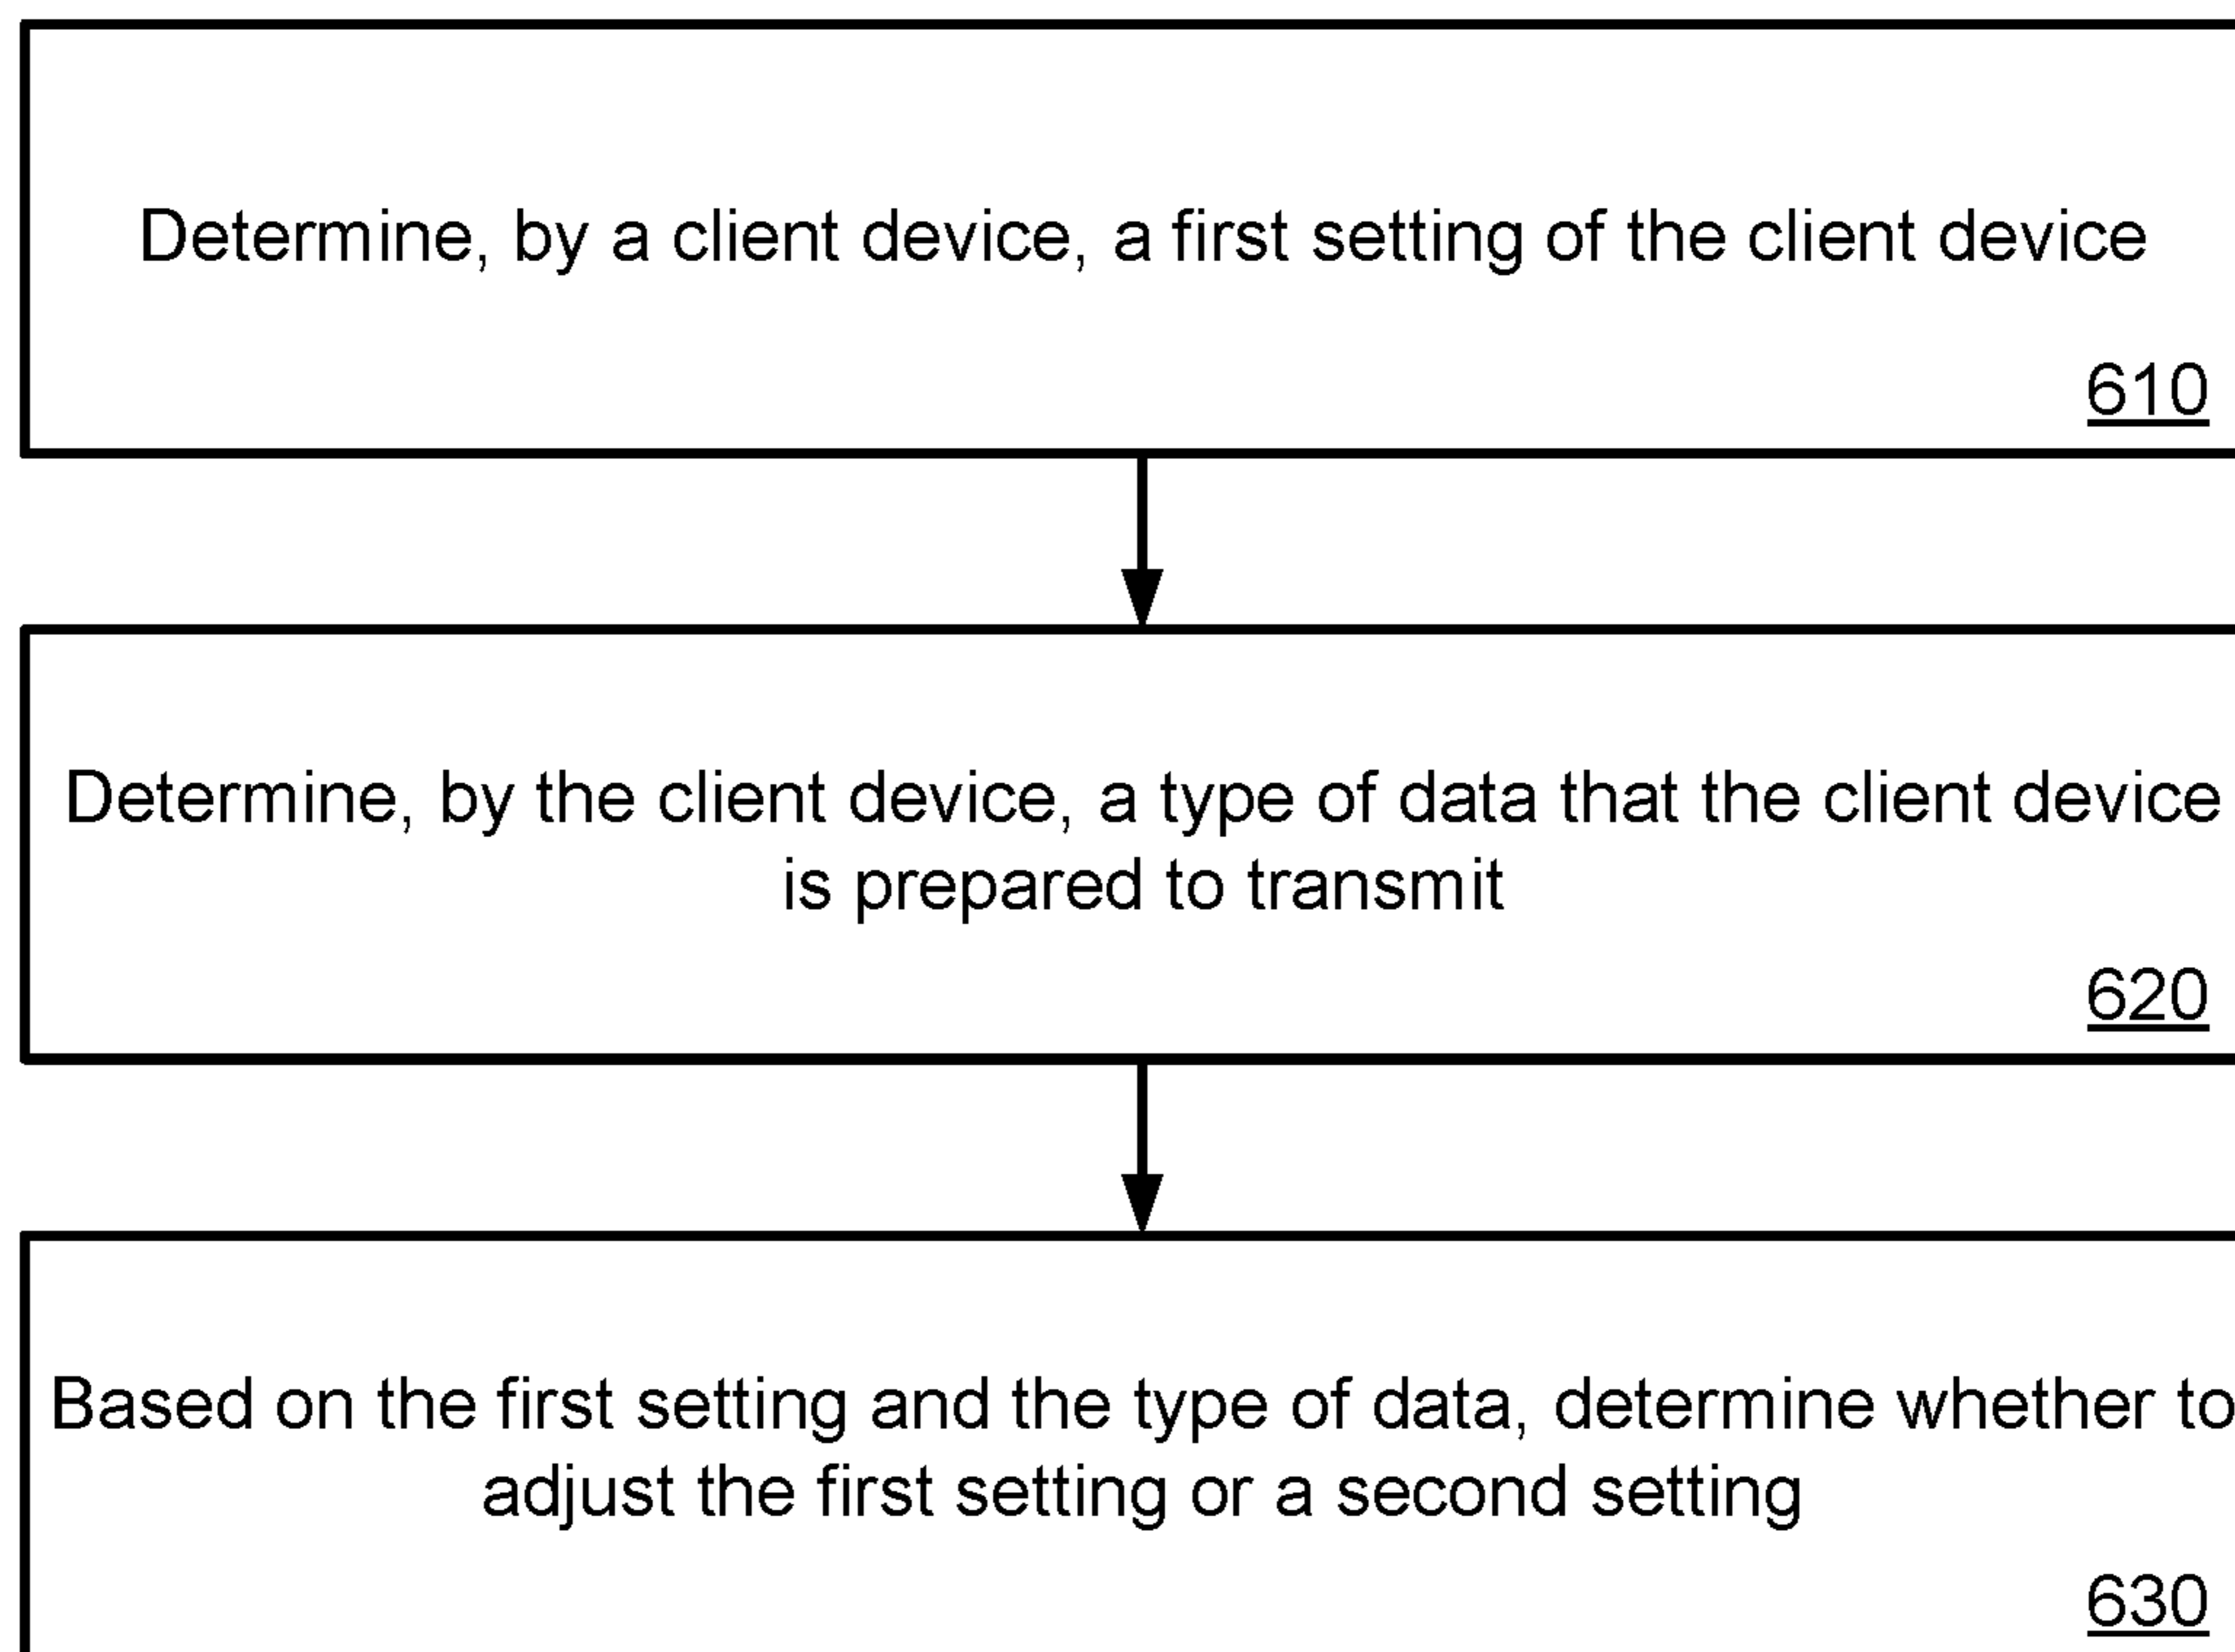 Determine, by a client device, a first setting of the client device
610
Determine, by the client device, a type of data that the client device
is prepared to transmit
620
Based on the first setting and the type of data, determine whether to
adjust the first setting or a second setting
630